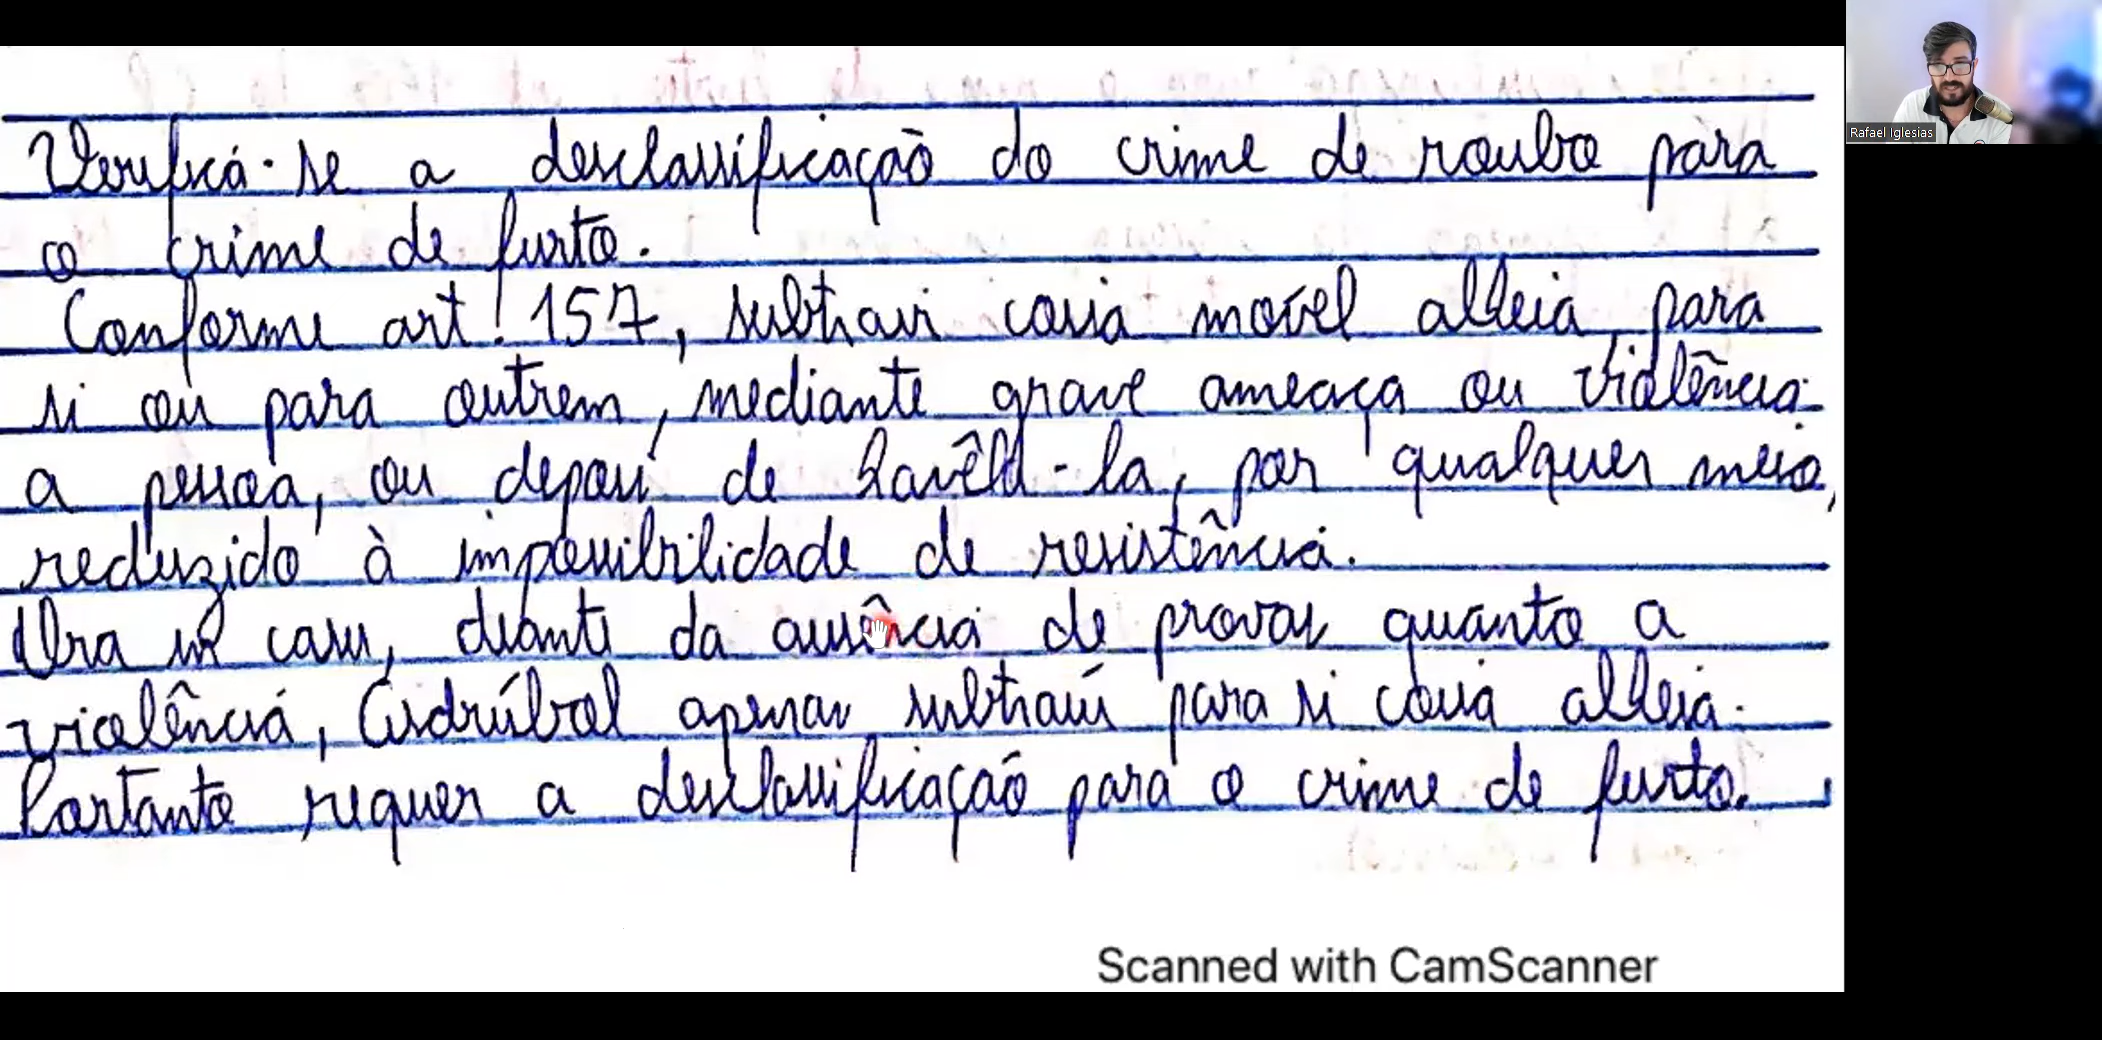 Verifica-se a desclassificação do crime de roubo para
o crime de furto.
Conforme art. 157, subtrair coisa móvel alheia para
si ou para outrem, mediante grave ameaça ou violência
a pessoa, ou depois de havêla-la, por qualquer meio,
reduzido à impossibilidade de resistência.
Ora in casu, diante da ausência de provas quanto a
violência, Asdrúbal apenas subtraiu para si coisa alheia.
Portanto requer a desclassificação para o crime de furto.
Scanned with CamScanner
Rafael Iglesias